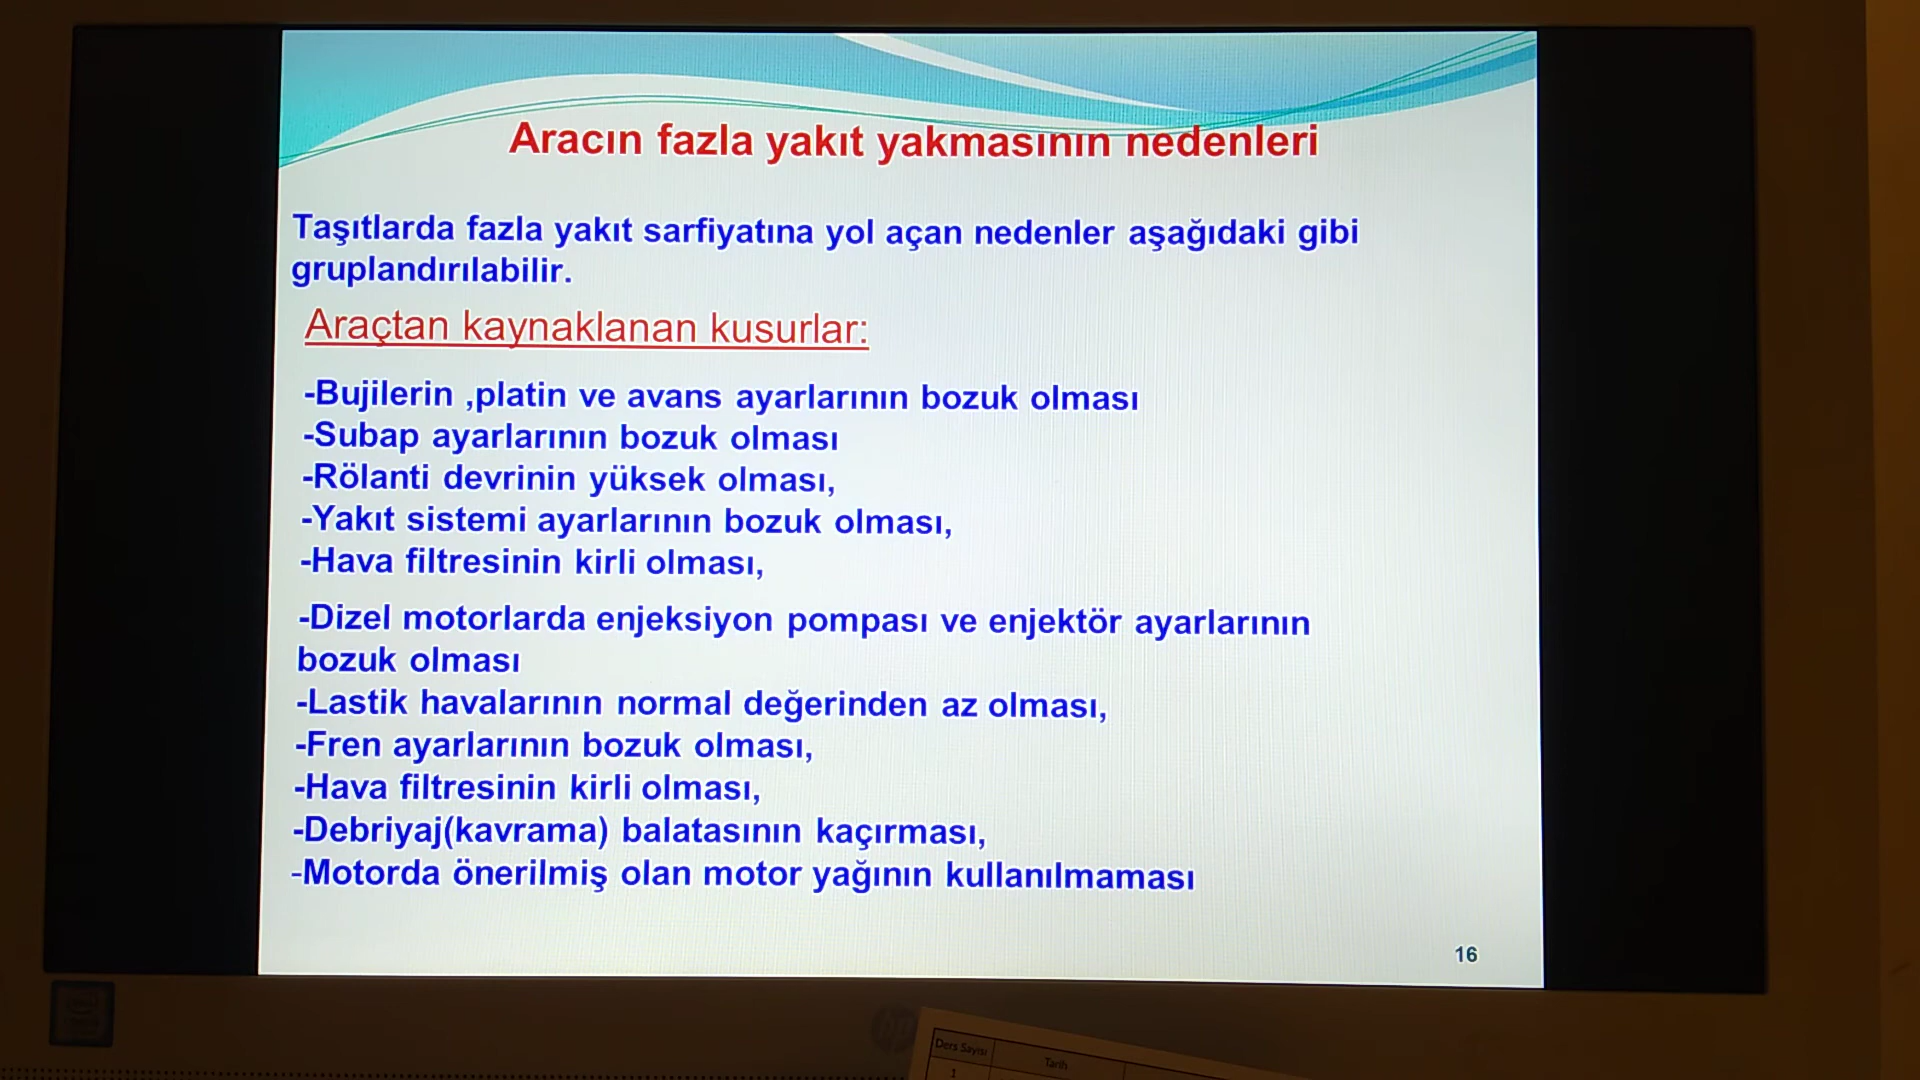 Aracın fazla yakıt yakmasının nedenleri
Taşıtlarda fazla yakıt sarfiyatına yol açan nedenler aşağıdaki gibi
gruplandırılabilir.
Araçtan kaynaklanan kusurlar:
-Bujilerin ,platin ve avans ayarlarının bozuk olması
-Subap ayarlarının bozuk olması
-Rölanti devrinin yüksek olması,
-Yakıt sistemi ayarlarının bozuk olması,
-Hava filtresinin kirli olması,
-Dizel motorlarda enjeksiyon pompası ve enjektör ayarlarının
bozuk olması
-Lastik havalarının normal değerinden az olması,
-Fren ayarlarının bozuk olması,
-Hava filtresinin kirli olması,
-Debriyaj(kavrama) balatasının kaçırması,
-Motorda önerilmiş olan motor yağının kullanılmaması
16
hp
Ders Sayısı
Tarih
1